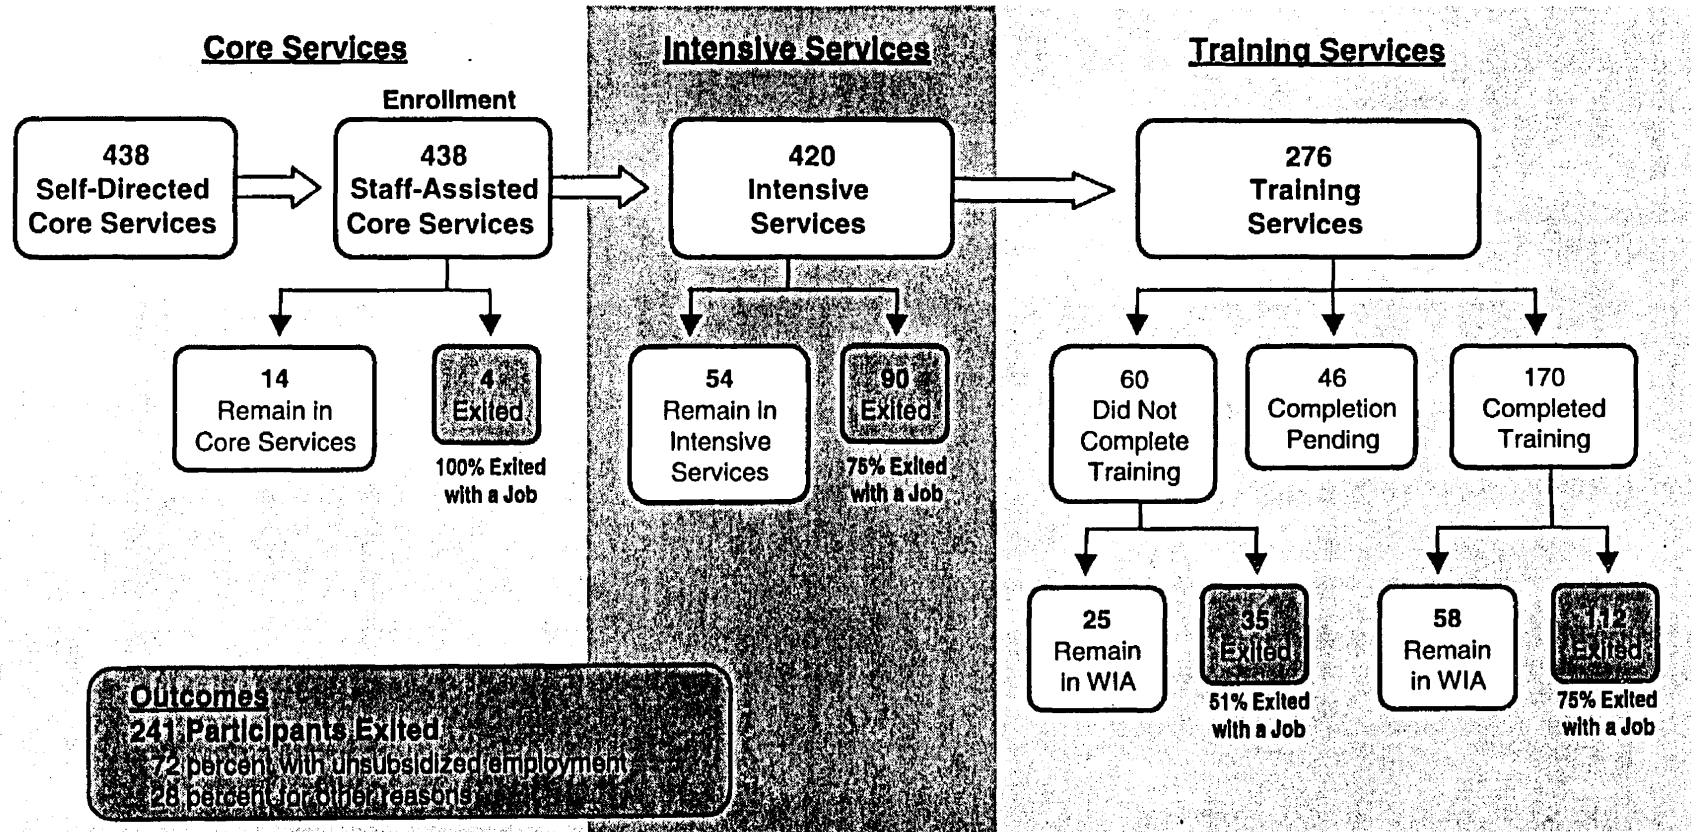 Core Services
Intensive Services
Training Services
Enrollment
438
Self-Directed
Core Services
438
Staff-Assisted
Core Services
420
Intensive
Services
276
Training
Services
14
Remain in
Core Services
4
Exited
100% Exited
with a Job
54
Remain In
Intensive
Services
90
Exited
75% Exited
with a Job
60
Did Not
Complete
Training
46
Completion
Pending
170
Completed
Training
25
Remain
in WIA
35
Exited
51% Exited
with a Job
58
Remain
in WIA
112
Exited
75% Exited
with a Job
Outcomes
241 Participants Exited
72 percent with unsubsidized employment
28 percent for other reasons